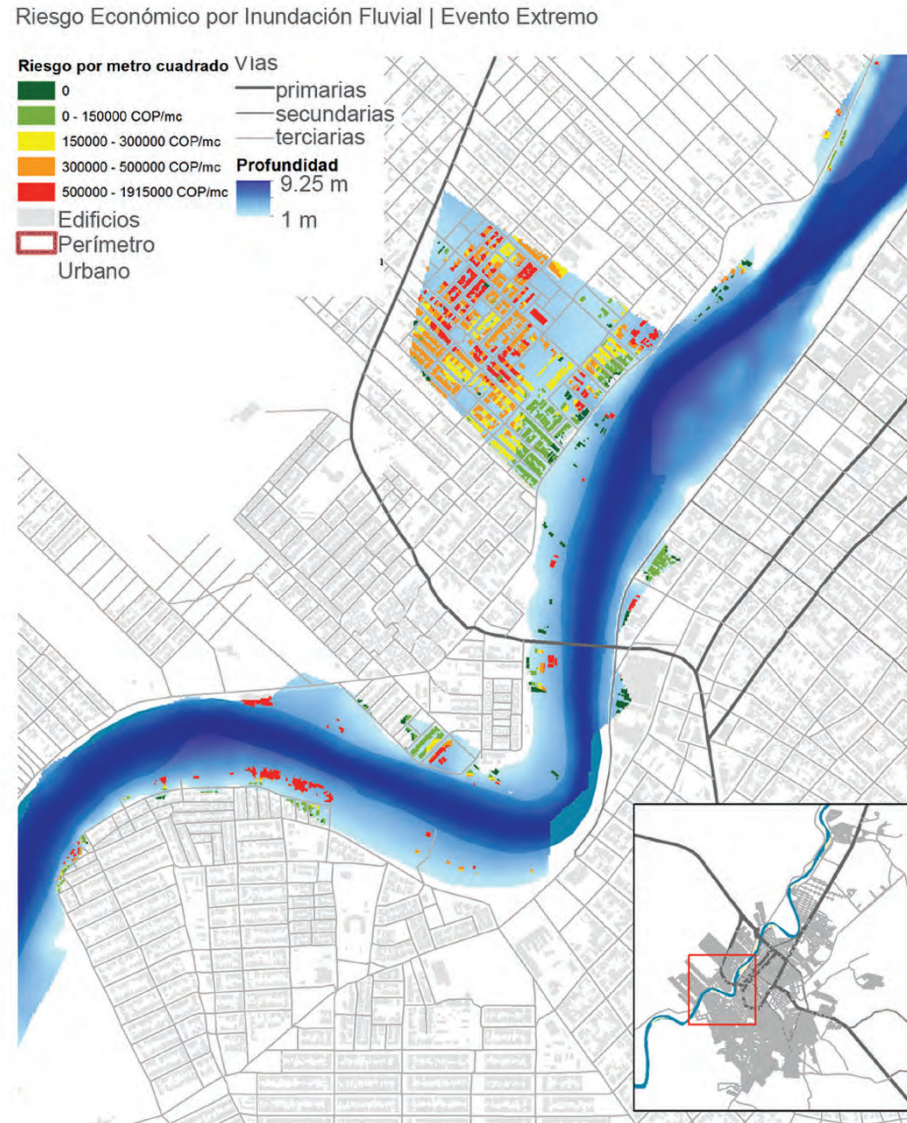 Riesgo Económico por Inundación Fluvial | Evento Extremo
Riesgo por metro cuadrado
0
0 - 150000 COP/mc
150000 - 300000 COP/mc
300000 - 500000 COP/mc
500000 - 1915000 COP/mc
Edificios
Perímetro
Urbano
Vías
primarias
secundarias
terciarias
Profundidad
9.25 m
1 m